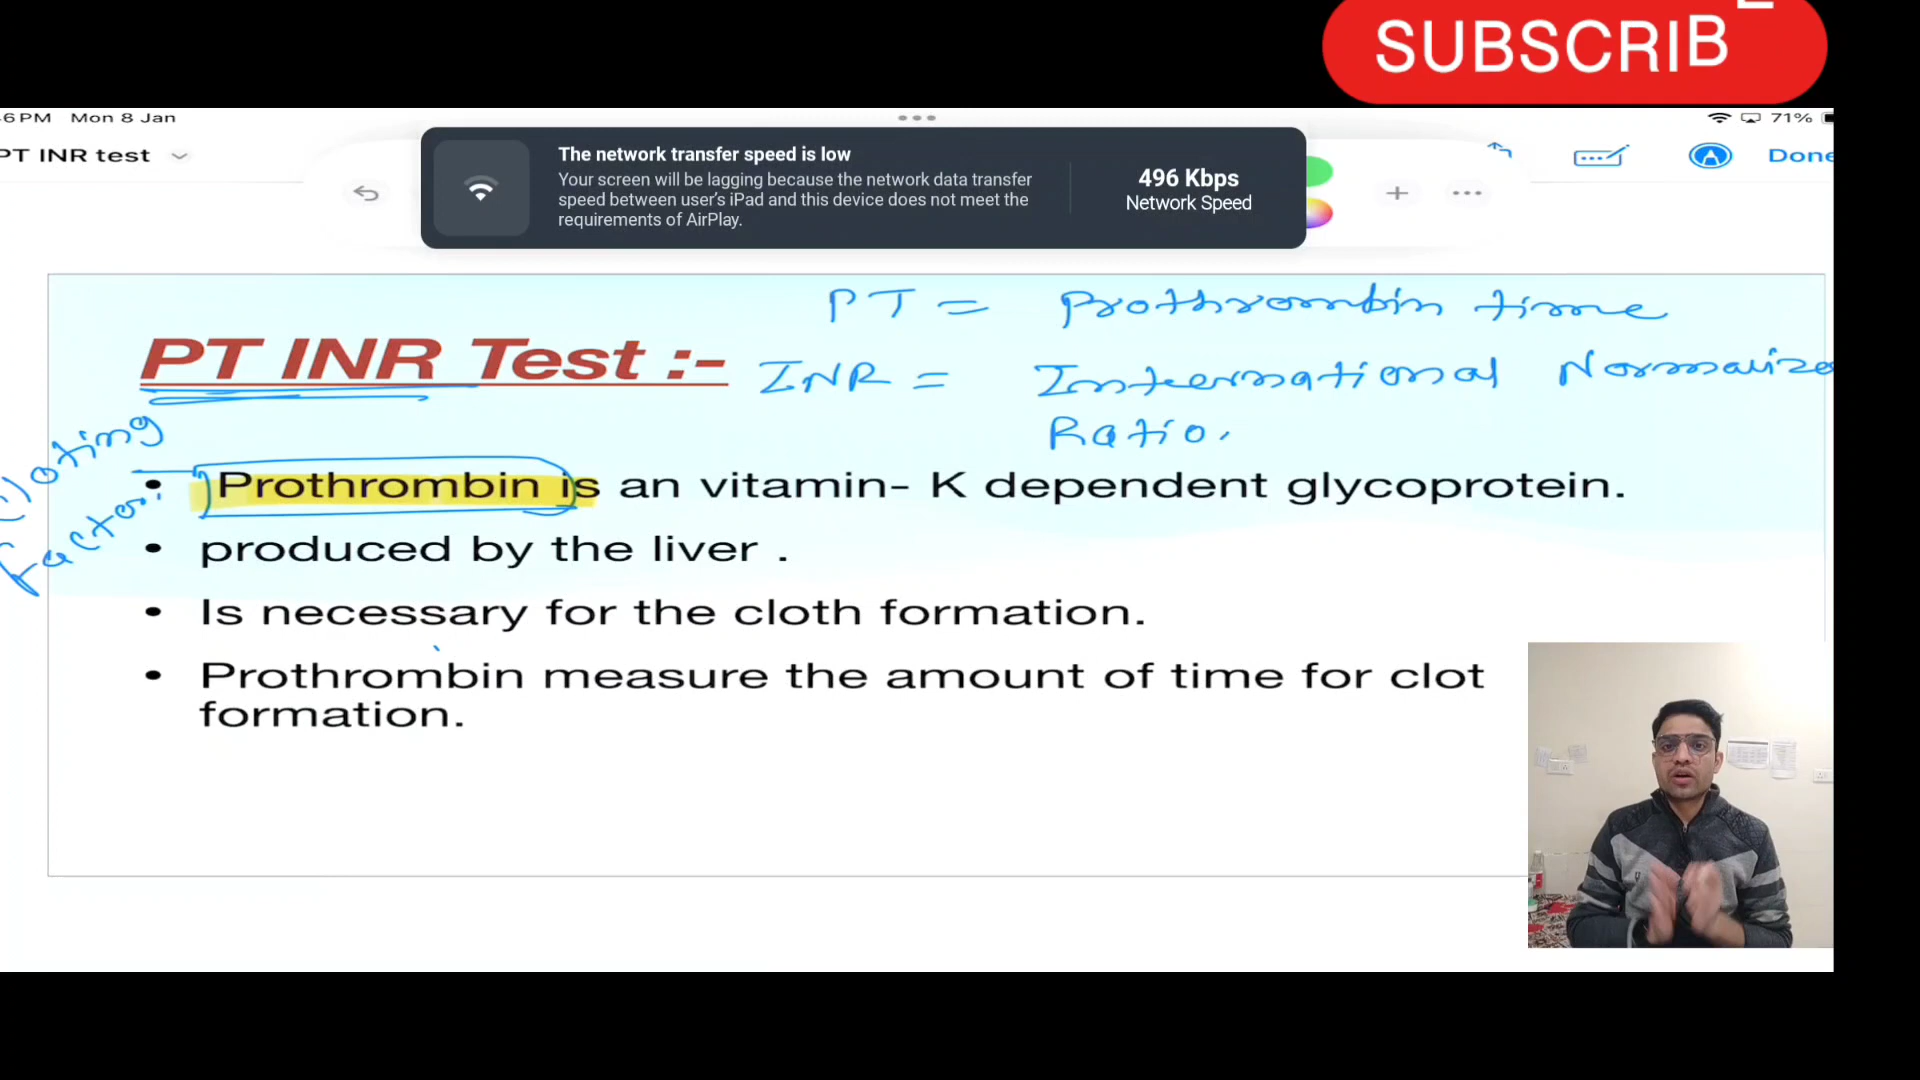 SUBSCRIB
6PM Mon 8 Jan
71%
PT INR test
Done
The network transfer speed is low
Your screen will be lagging because the network data transfer
speed between user's iPad and this device does not meet the
requirements of AirPlay.
496 Kbps
Network Speed
PT = Prothrombin time
PT INR Test :-
INR = International Normalize
Ratio.
Cloting
factor.
• Prothrombin is an vitamin- K dependent glycoprotein.
• produced by the liver .
• Is necessary for the cloth formation.
• Prothrombin measure the amount of time for clot
formation.